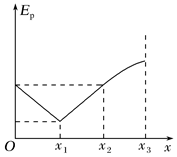 Eₚ
O x₁ x₂ x₃ x